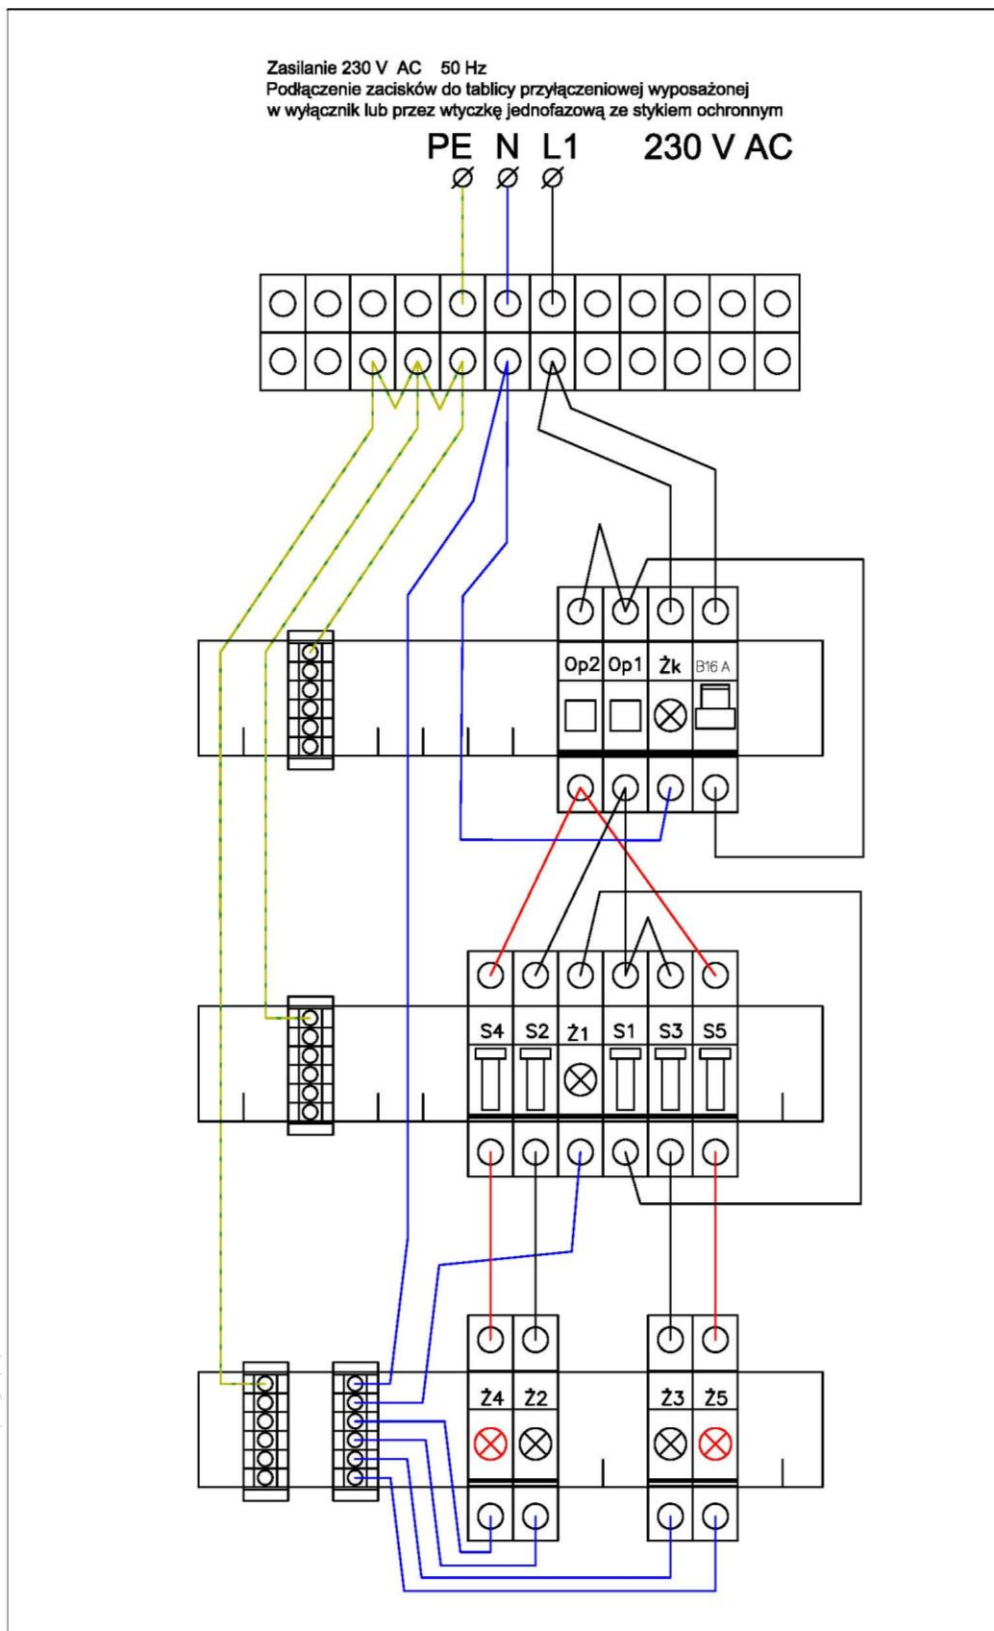 Zasilanie 230 V AC 50 Hz
Podłączenie zacisków do tablicy przyłączeniowej wyposażonej
w wyłącznik lub przez wtyczkę jednofazową ze stykiem ochronnym
PE N L1 230 V AC
Op2 Op1 Żk B16 A
S4 S2 Ż1 S1 S3 S5
Ż4 Ż2 Ż3 Ż5